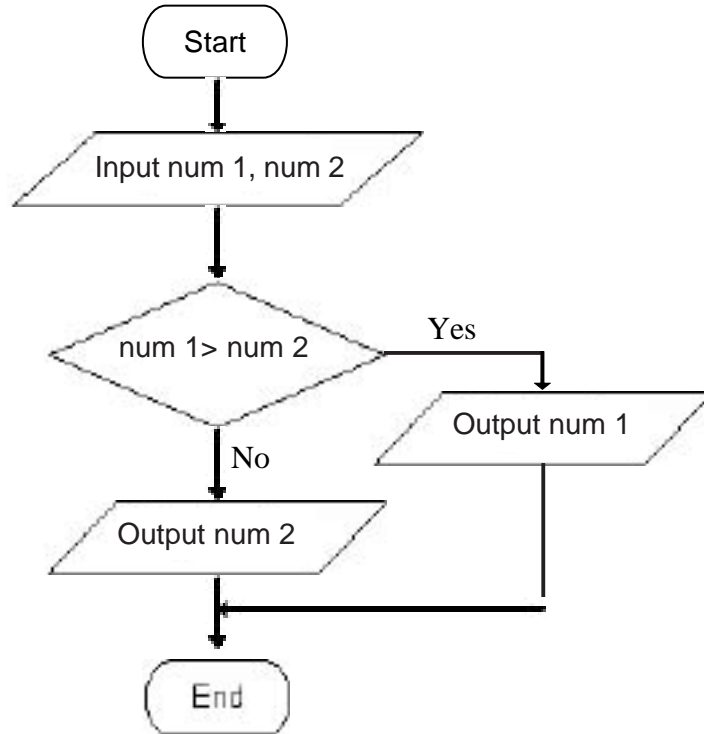 Start
Input num 1, num 2
num 1> num 2
Yes
Output num 1
No
Output num 2
End